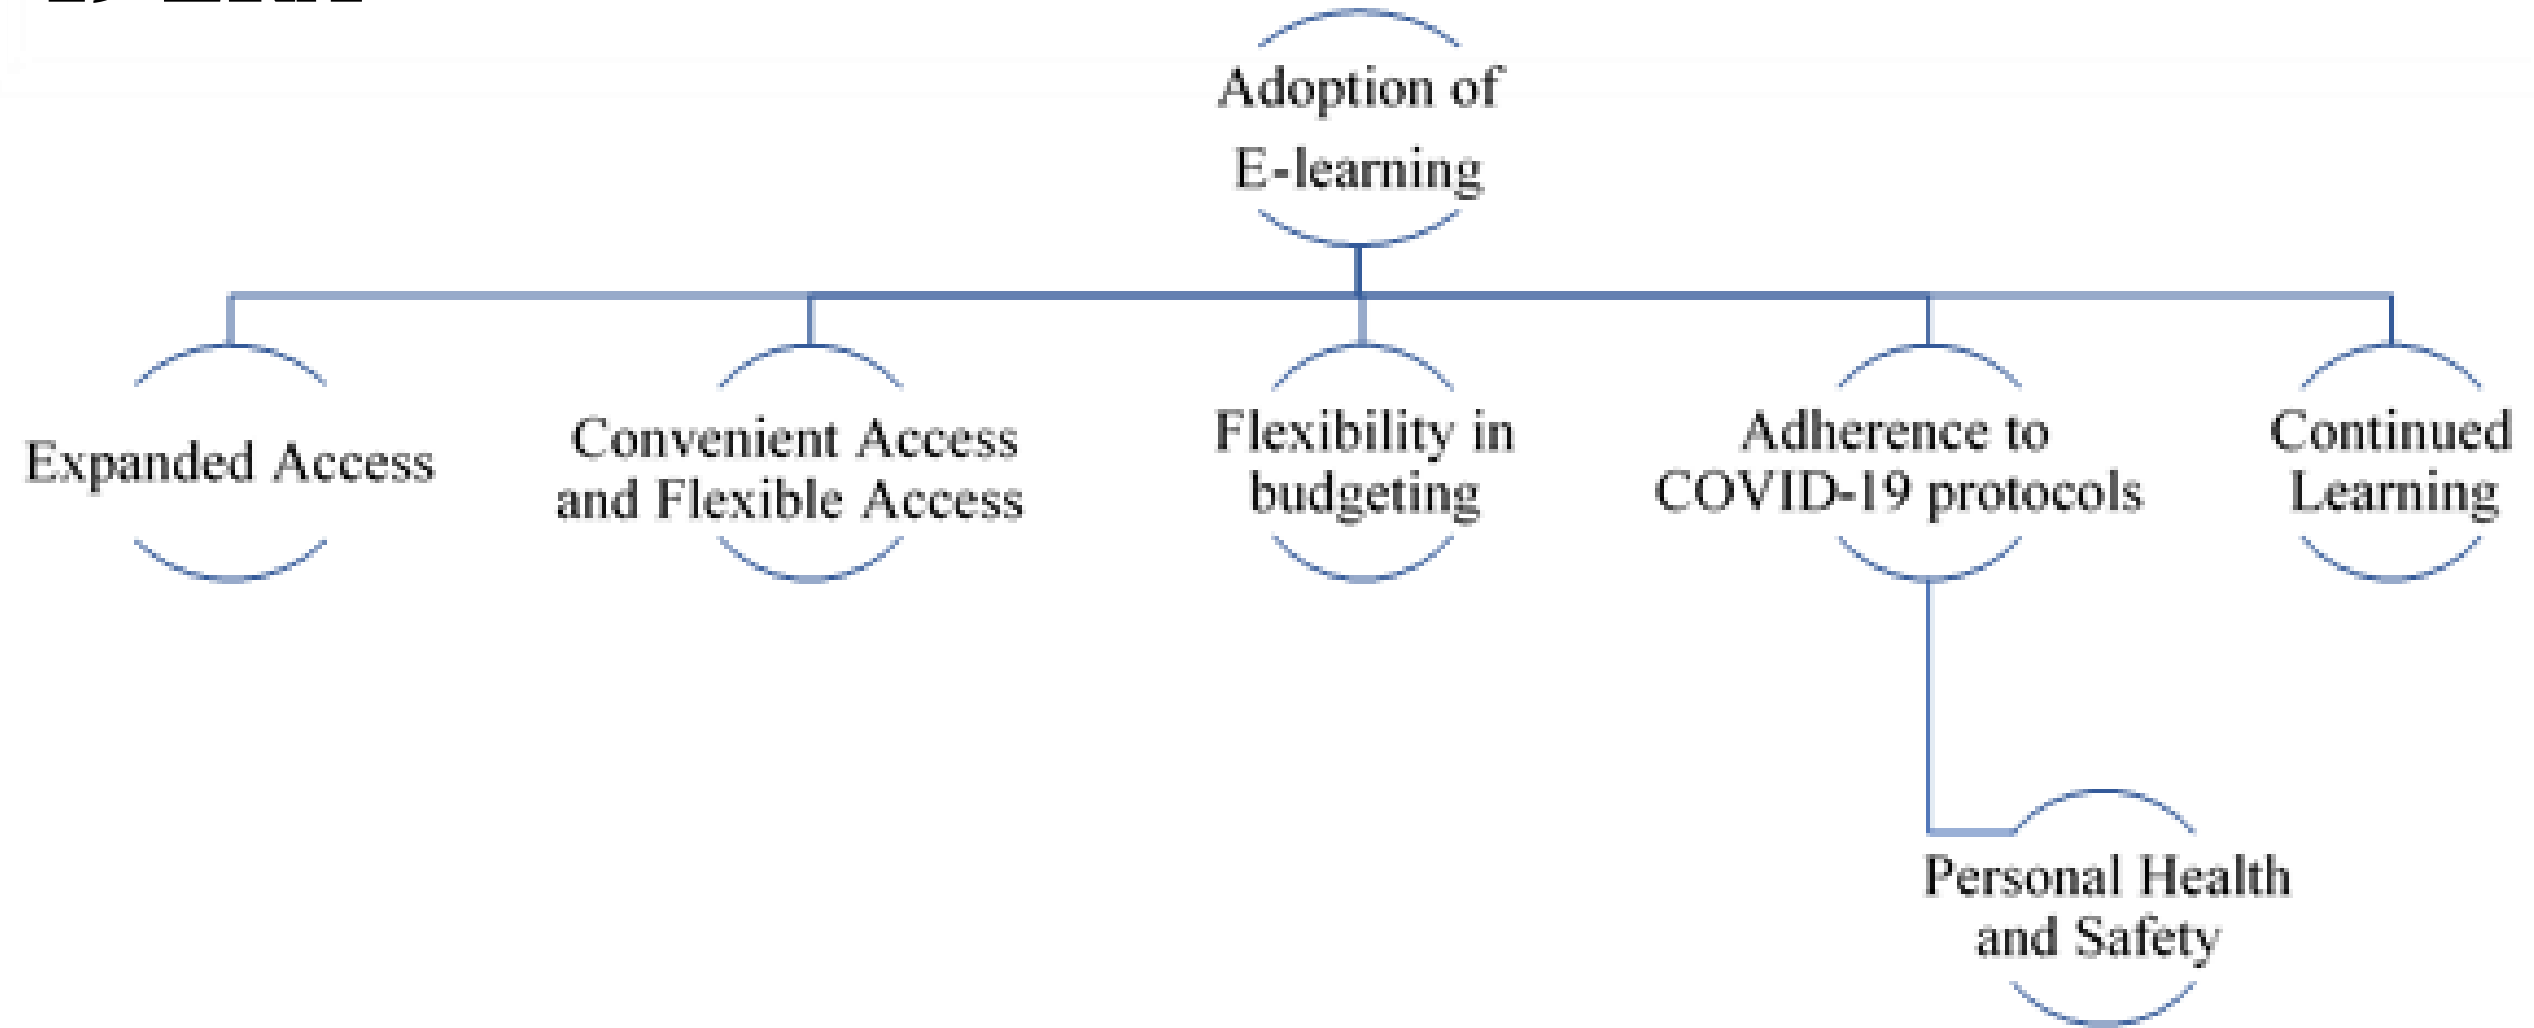 Adoption of
E-learning
Expanded Access
Convenient Access
and Flexible Access
Flexibility in
budgeting
Adherence to
COVID-19 protocols
Continued
Learning
Personal Health
and Safety